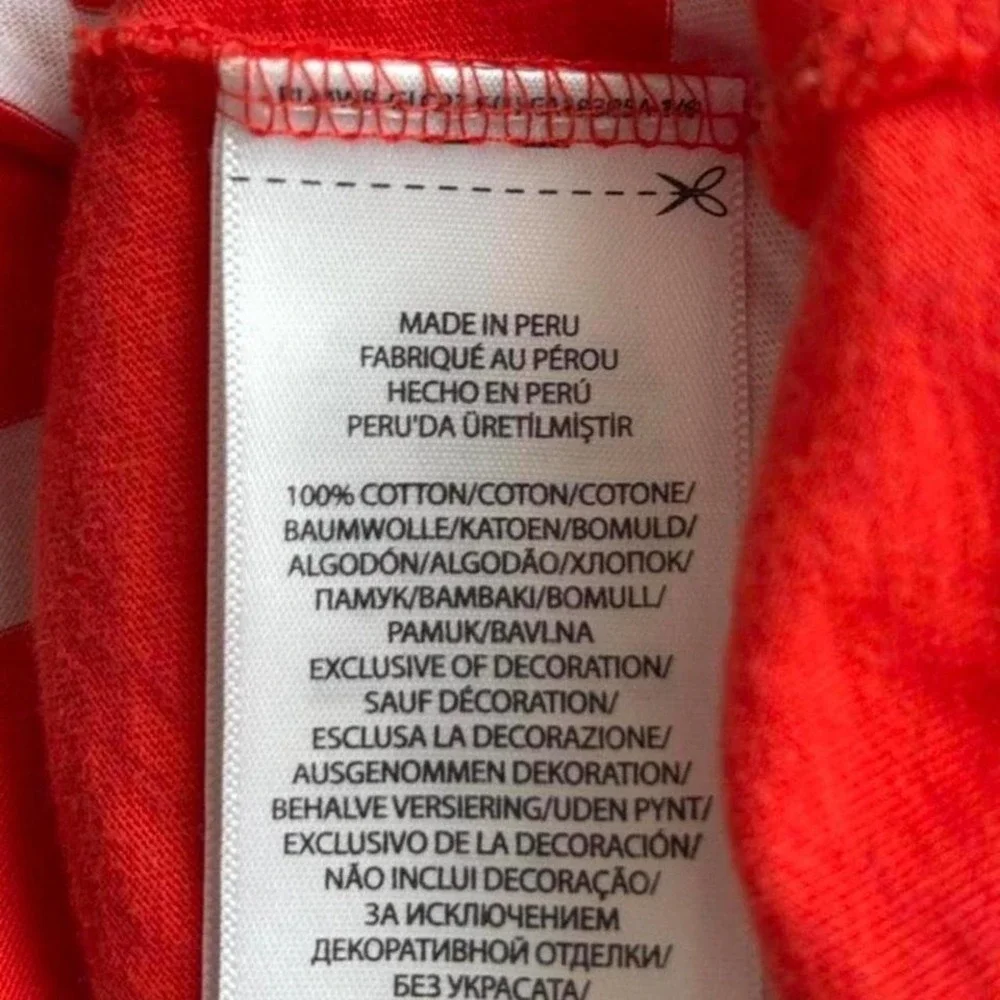 MADE IN PERU
FABRIQUÉ AU PÉROU
HECHO EN PERÚ
PERU'DA ÜRETİLMİŞTİR
100% COTTON/COTON/COTONE/
BAUMWOLLE/KATOEN/BOMULD/
ALGODÓN/ALGODÃO/ХЛОПОК/
ПАМУК/ΒΑΜΒΑΚΙ/BOMULL/
PAMUK/BAVLNA
EXCLUSIVE OF DECORATION/
SAUF DÉCORATION/
ESCLUSA LA DECORAZIONE/
AUSGENOMMEN DEKORATION/
BEHALVE VERSIERING/UDEN PYNT/
EXCLUSIVO DE LA DECORACIÓN/
NÃO INCLUI DECORAÇÃO/
ЗА ИСКЛЮЧЕНИЕМ
ДЕКОРАТИВНОЙ ОТДЕЛКИ/
БЕЗ УКРАСАТА/